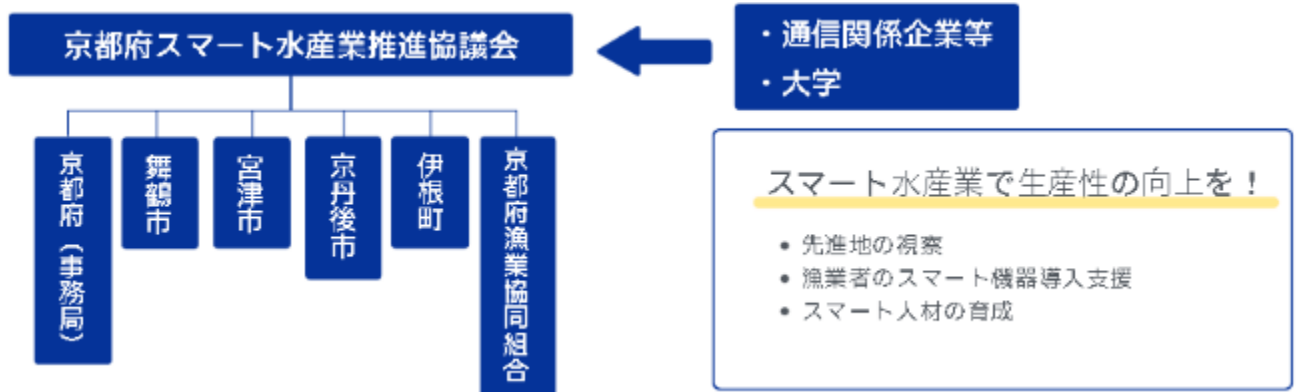 京都府スマート水産業推進協議会
・通信関係企業等
・大学
京都府（事務局）
舞鶴市
宮津市
京丹後市
伊根町
京都府漁業協同組合
スマート水産業で生産性の向上を！
• 先進地の視察
• 漁業者のスマート機器導入支援
• スマート人材の育成